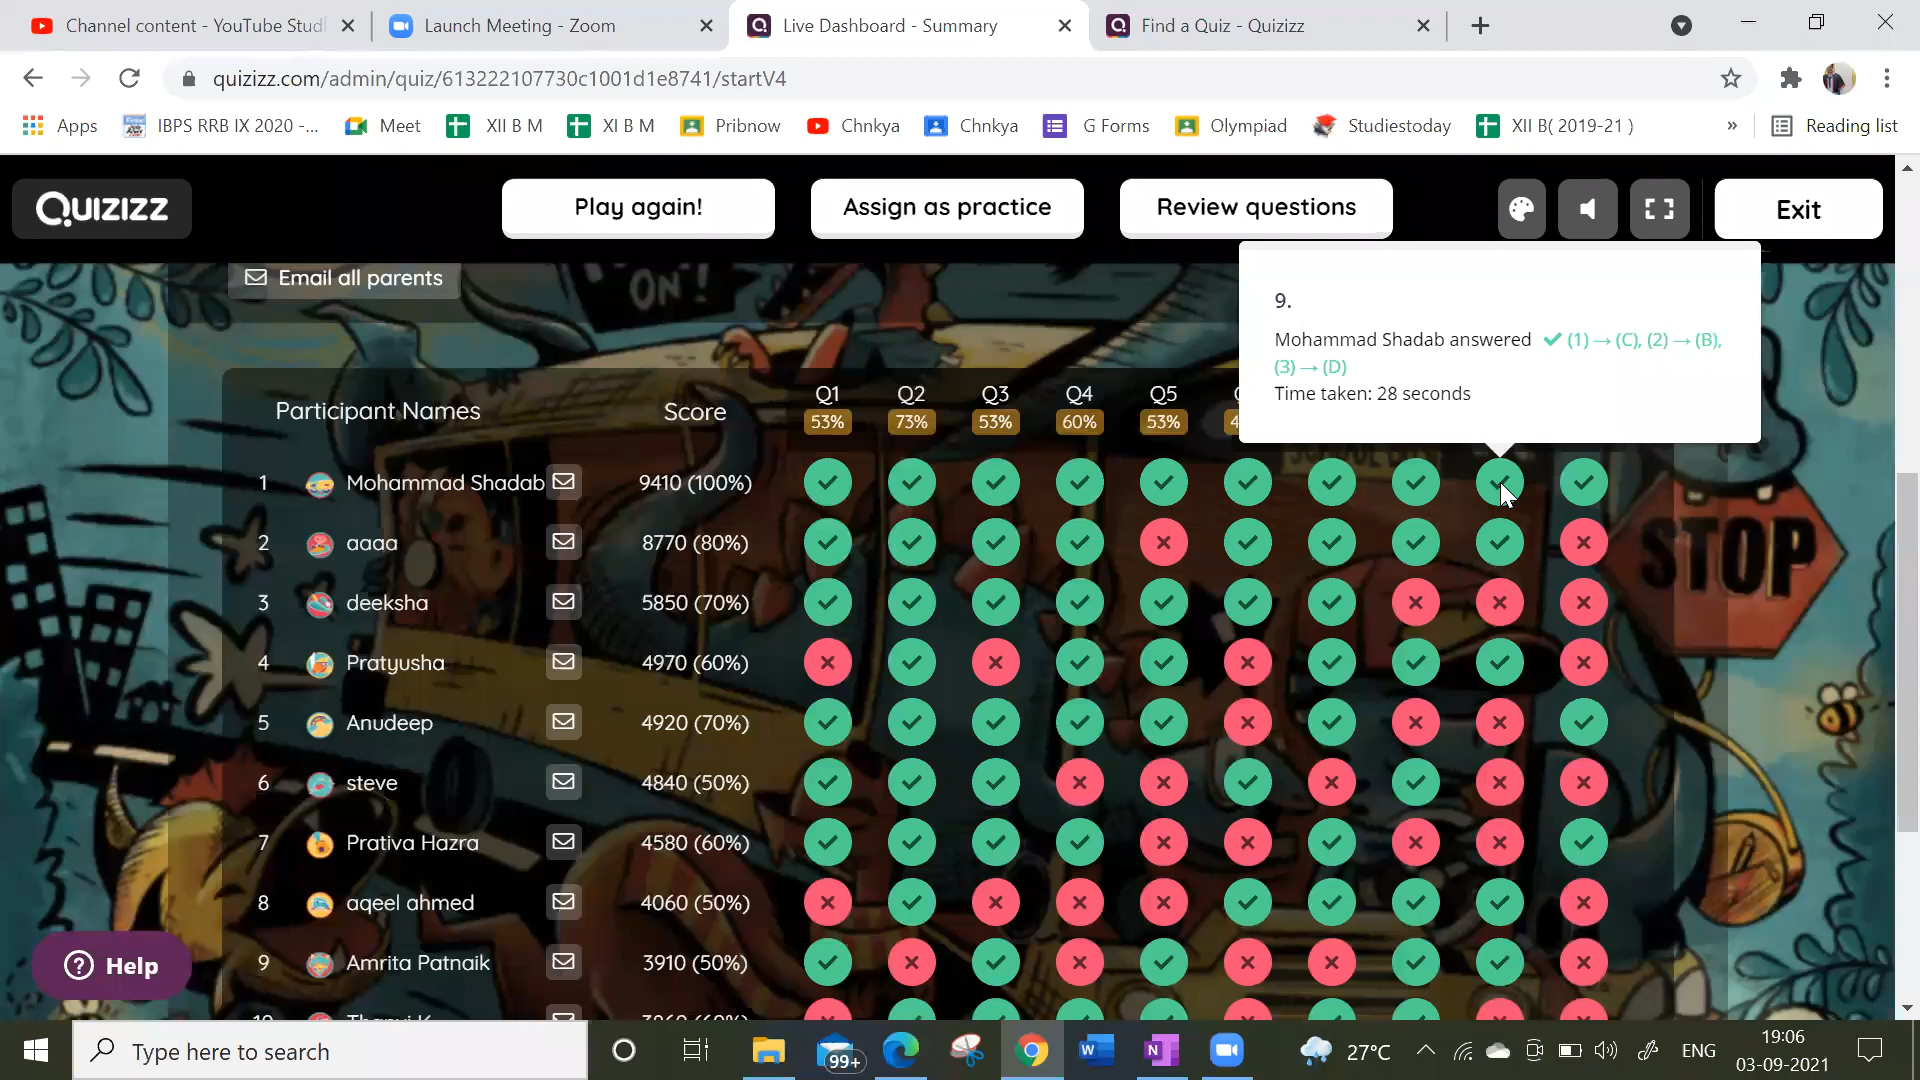 Channel content - YouTube Stud
Launch Meeting - Zoom
Live Dashboard - Summary
Find a Quiz - Quizizz
quizizz.com/admin/quiz/613222107730c1001d1e8741/startV4
Apps
IBPS RRB IX 2020 -...
Meet
XII B M
XI B M
Pribnow
Chnkya
Chnkya
G Forms
Olympiad
Studiestoday
XII B( 2019-21 )
»
Reading list
Quizizz
Play again!
Assign as practice
Review questions
Exit
Email all parents
ON!
9.
Mohammad Shadab answered ✓ (1) → (C), (2) → (B),
(3) → (D)
Time taken: 28 seconds
Participant Names Score Q1 Q2 Q3 Q4 Q5
53% 73% 53% 60% 53%
1 Mohammad Shadab 9410 (100%)
2 aaaa 8770 (80%)
3 deeksha 5850 (70%)
4 Pratyusha 4970 (60%)
5 Anudeep 4920 (70%)
6 steve 4840 (50%)
7 Prativa Hazra 4580 (60%)
8 aqeel ahmed 4060 (50%)
9 Amrita Patnaik 3910 (50%)
STOP
Help
Type here to search
99+
27°C
ENG
19:06
03-09-2021